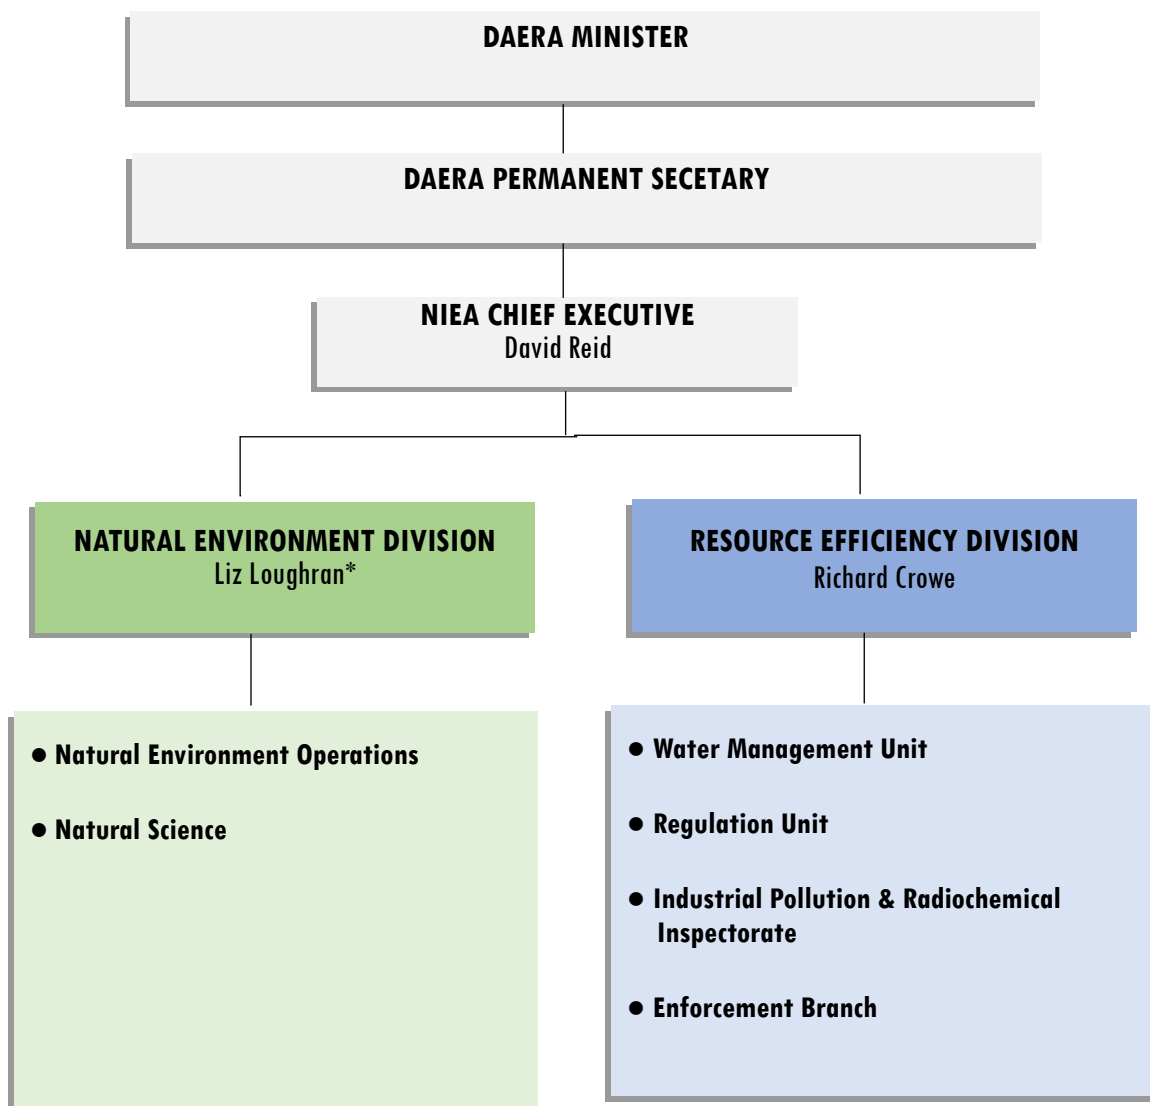 DAERA MINISTER
DAERA PERMANENT SECETARY
NIEA CHIEF EXECUTIVE
David Reid
NATURAL ENVIRONMENT DIVISION
Liz Loughran*
RESOURCE EFFICIENCY DIVISION
Richard Crowe
● Natural Environment Operations
● Natural Science
● Water Management Unit
● Regulation Unit
● Industrial Pollution & Radiochemical
Inspectorate
● Enforcement Branch